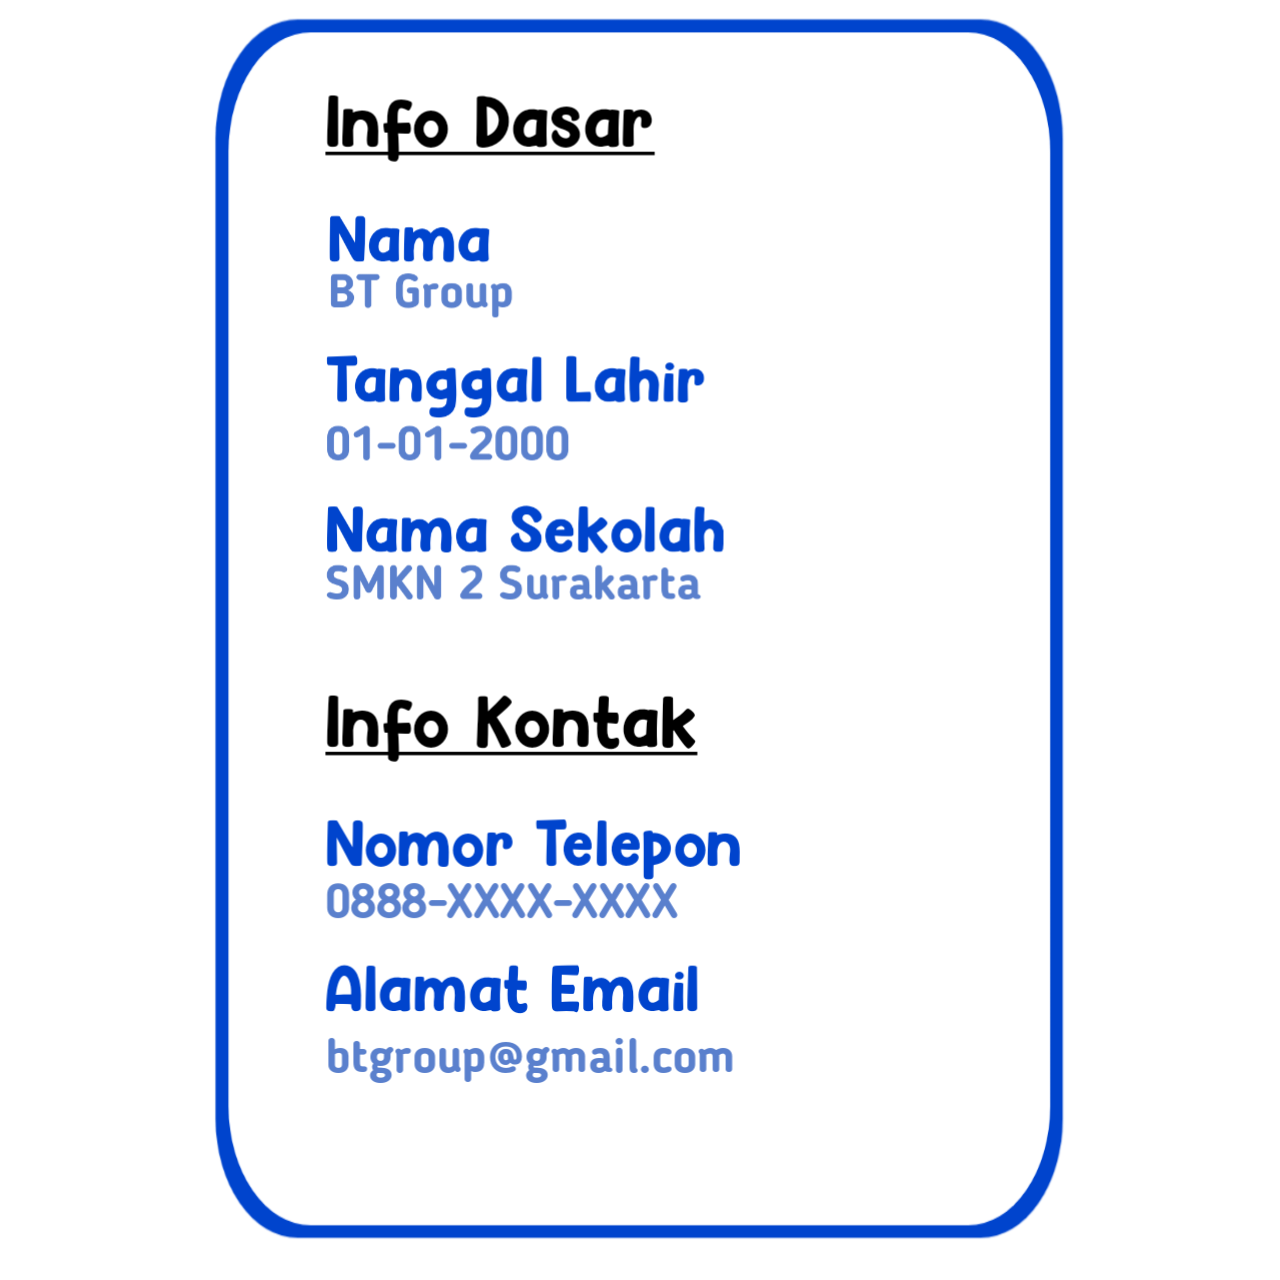 Info Dasar
Nama
BT Group
Tanggal Lahir
01-01-2000
Nama Sekolah
SMKN 2 Surakarta
Info Kontak
Nomor Telepon
0888-XXXX-XXXX
Alamat Email
btgroup@gmail.com